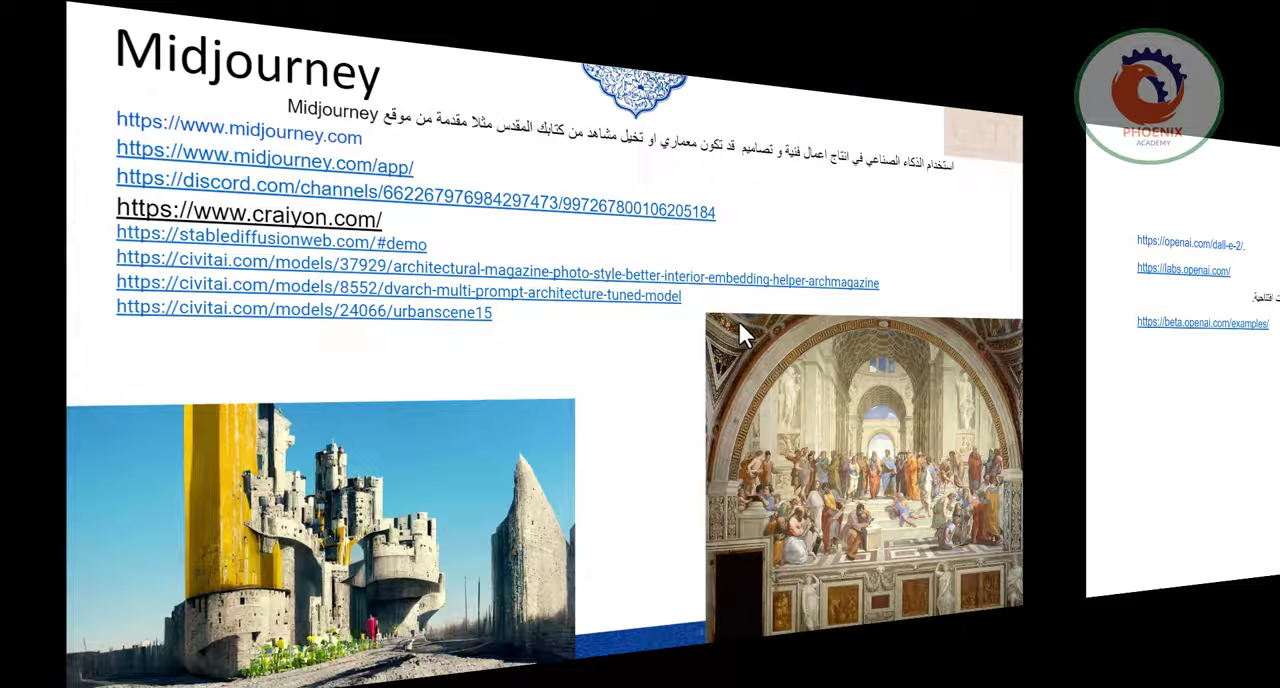 Midjourney
استخدام الذكاء الصناعي في انتاج اعمال فنية و تصاميم قد تكون معماري او تخيل مشاهد من كتابك المقدس مثلا مقدمة من موقع Midjourney
https://www.midjourney.com
https://www.midjourney.com/app/
https://discord.com/channels/662267976984297473/997267800106205184
https://www.craiyon.com/
https://stablediffusionweb.com/#demo
https://civitai.com/models/37929/architectural-magazine-photo-style-better-interior-embedding-helper-archmagazine
https://civitai.com/models/8552/dvarch-multi-prompt-architecture-tuned-model
https://civitai.com/models/24066/urbanscene15
PHOENIX
ACADEMY
https://openai.com/dall-e-2/.
https://labs.openai.com/
افتتاحية.
https://beta.openai.com/examples/